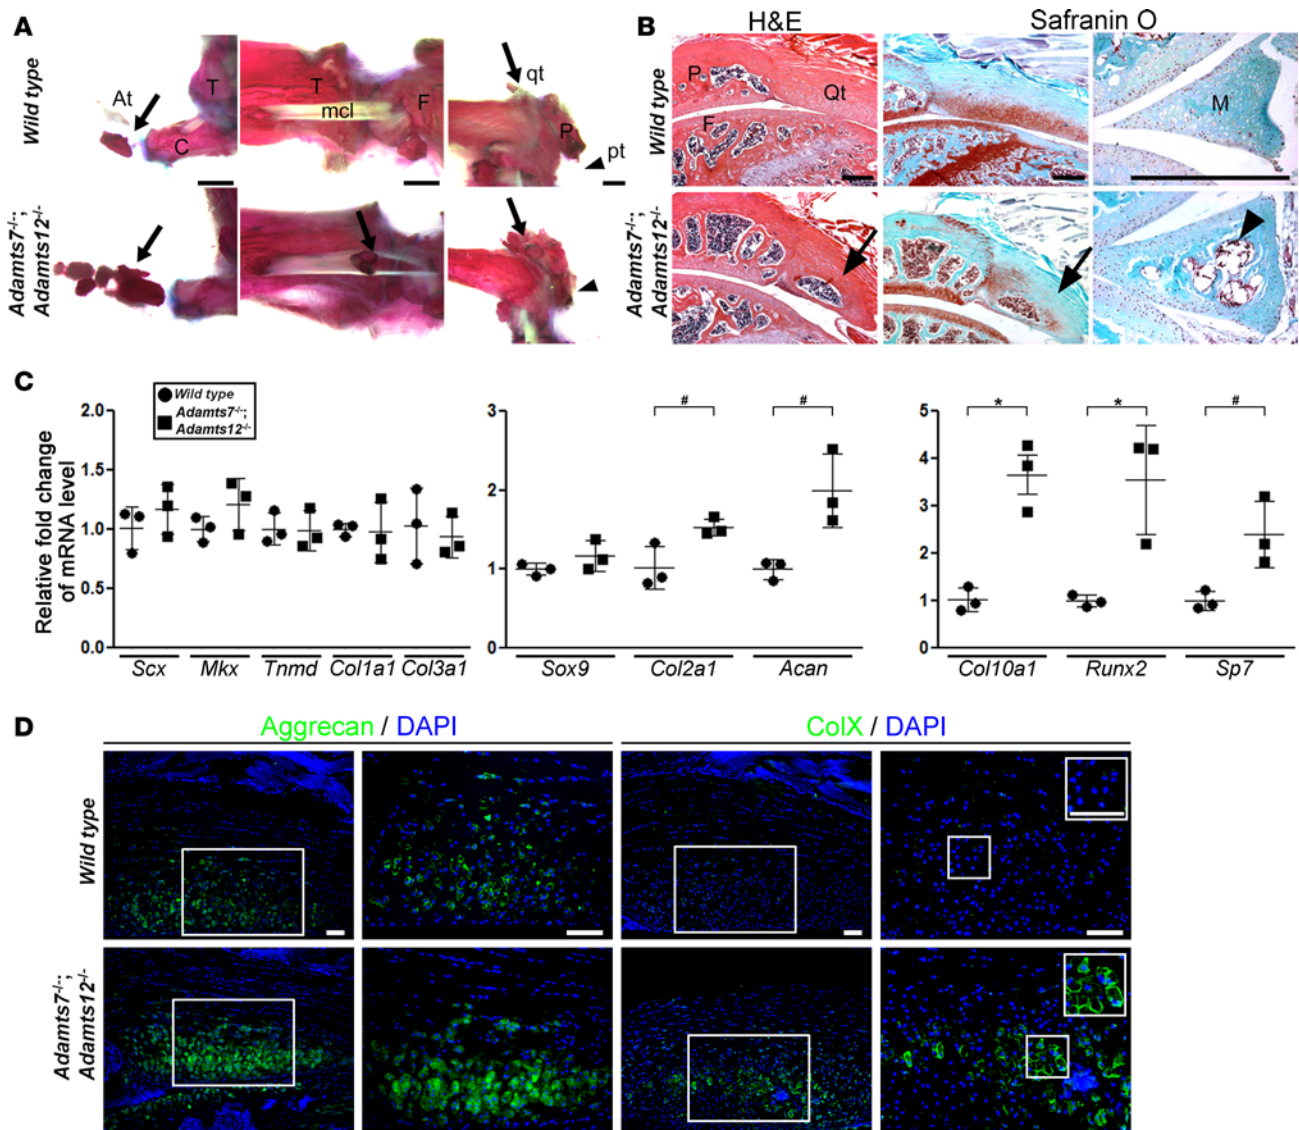 A
Wild type
At
T
C
T
mcl
F
qt
P
pt
Adamts7-/-;
Adamts12-/-
B
H&E
Safranin O
Wild type
P
Qt
F
M
Adamts7-/-;
Adamts12-/-
C
Wild type
Adamts7-/-;
Adamts12-/-
Relative fold change
of mRNA level
2.0
1.5
1.0
0.5
0.0
Scx
Mkx
Tnmd
Col1a1
Col3a1
3
2
1
0
#
#
Sox9
Col2a1
Acan
5
4
3
2
1
0
*
*
#
Col10a1
Runx2
Sp7
D
Aggrecan / DAPI
ColX / DAPI
Wild type
Adamts7-/-;
Adamts12-/-